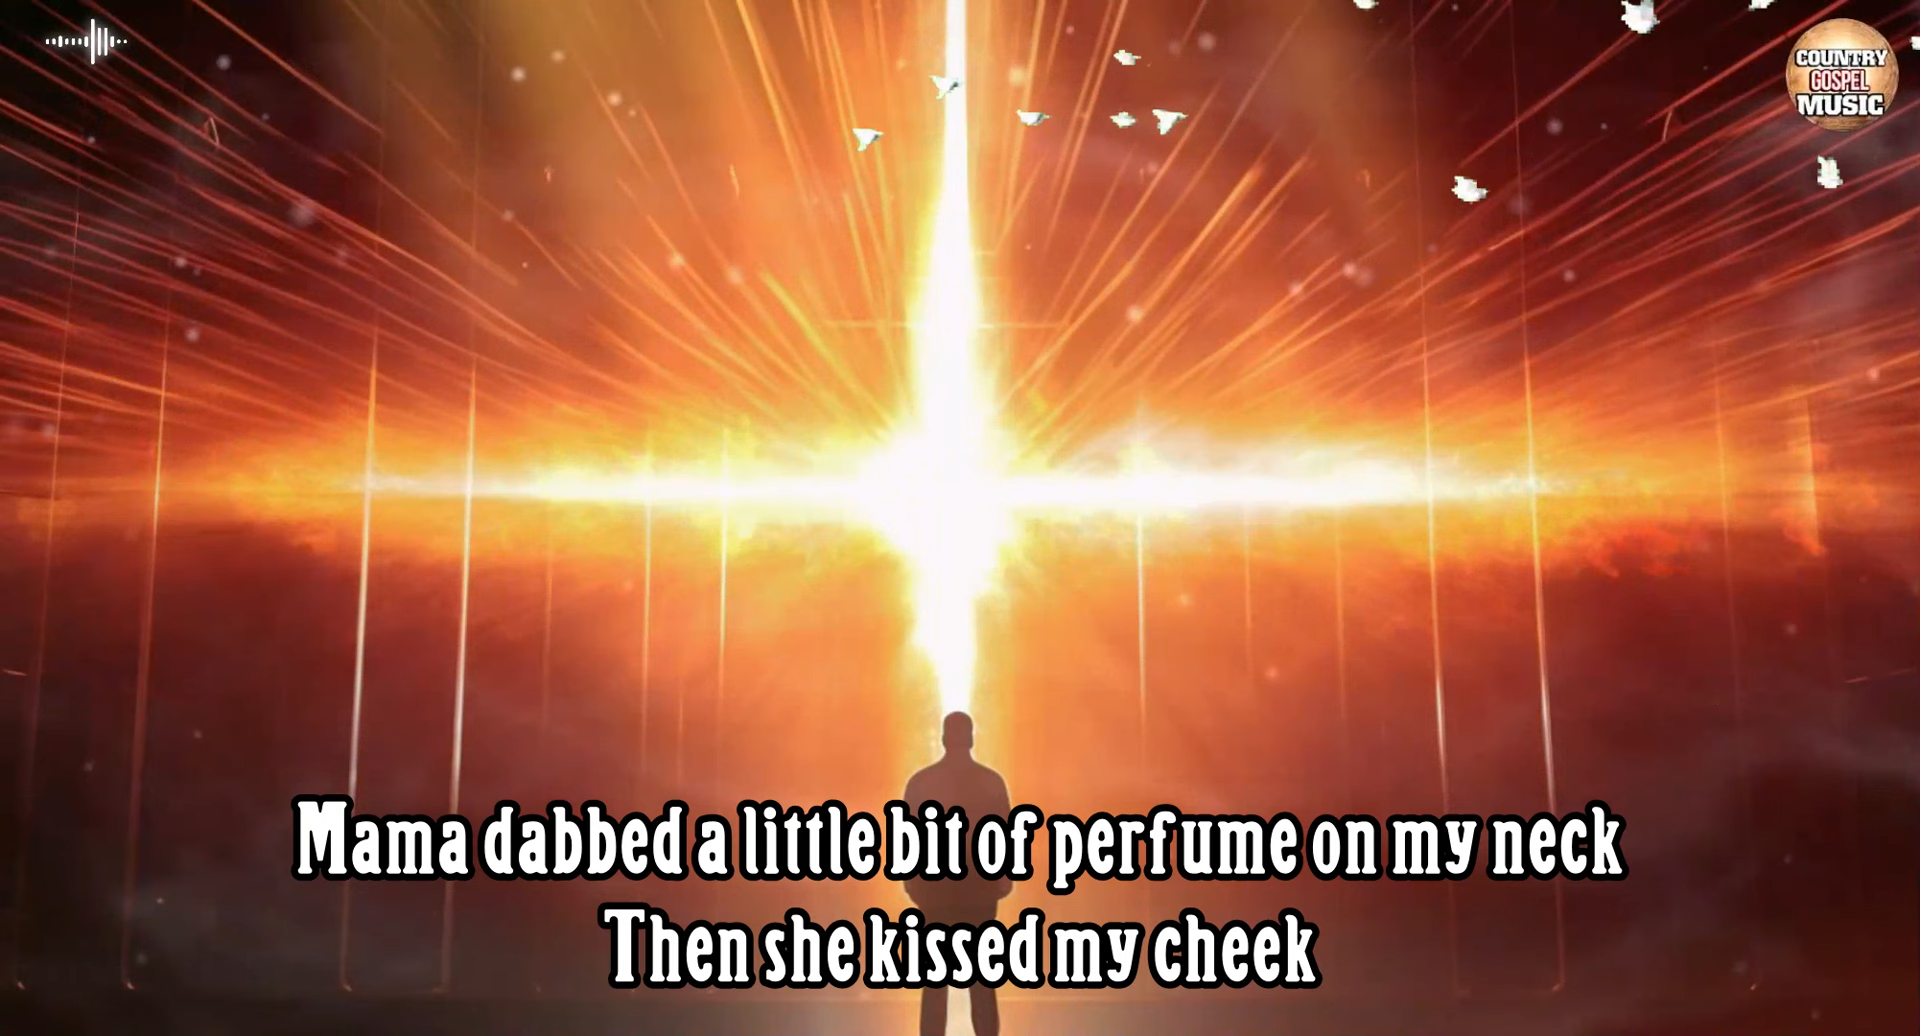 COUNTRY
GOSPEL
MUSIC
Mama dabbed a little bit of perfume on my neck
Then she kissed my cheek